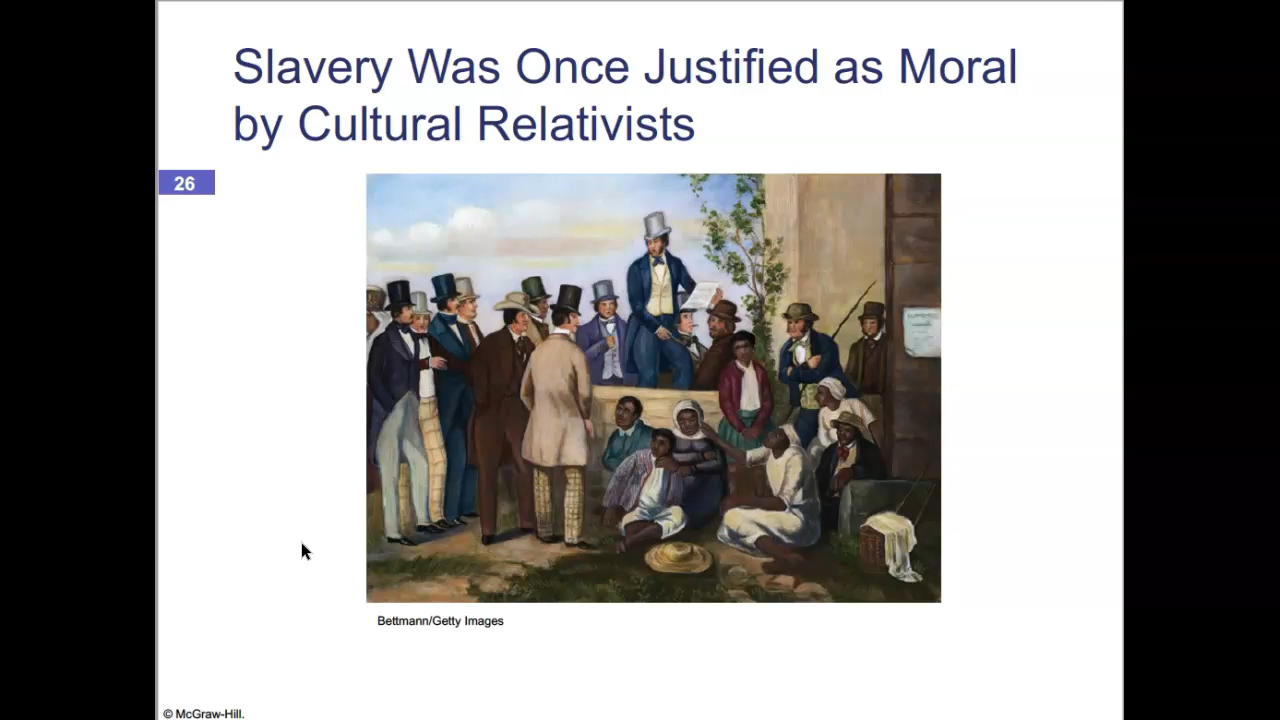 Slavery Was Once Justified as Moral
by Cultural Relativists
26
Bettmann/Getty Images
© McGraw-Hill.